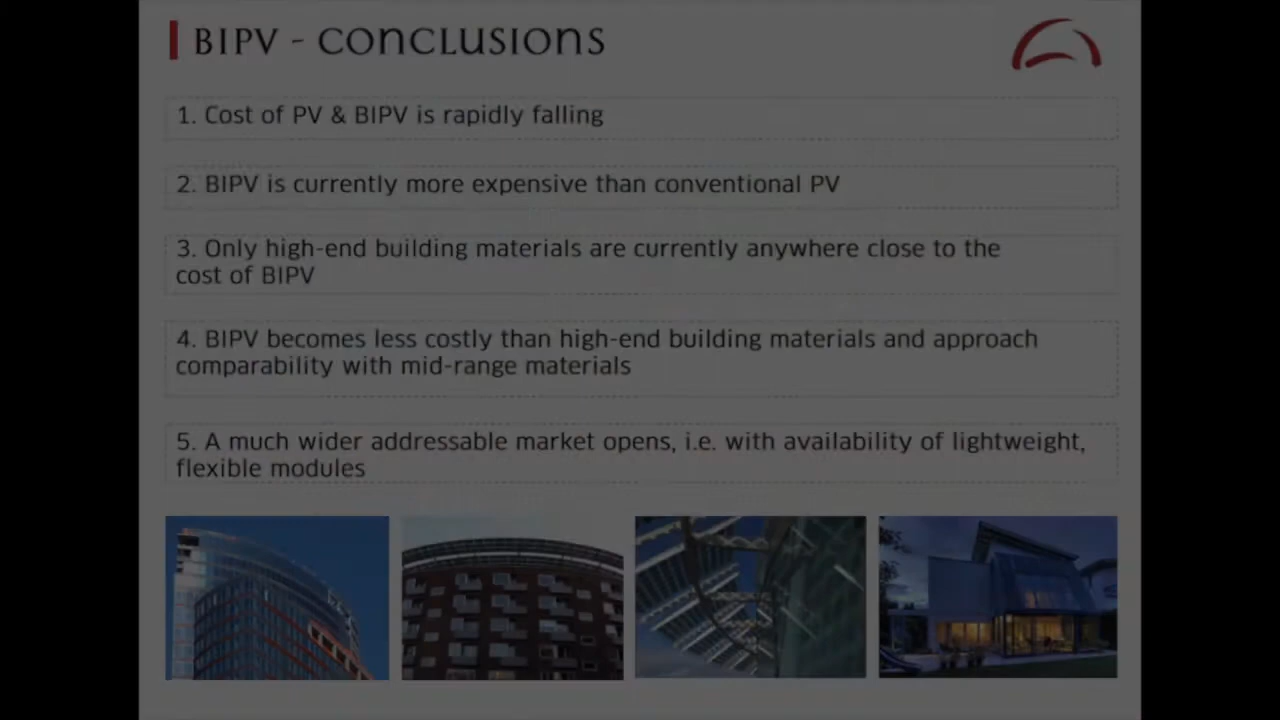 BIPV - CONCLUSIONS
1. Cost of PV & BIPV is rapidly falling
2. BIPV is currently more expensive than conventional PV
3. Only high-end building materials are currently anywhere close to the
cost of BIPV
4. BIPV becomes less costly than high-end building materials and approach
comparability with mid-range materials
5. A much wider addressable market opens, i.e. with availability of lightweight,
flexible modules